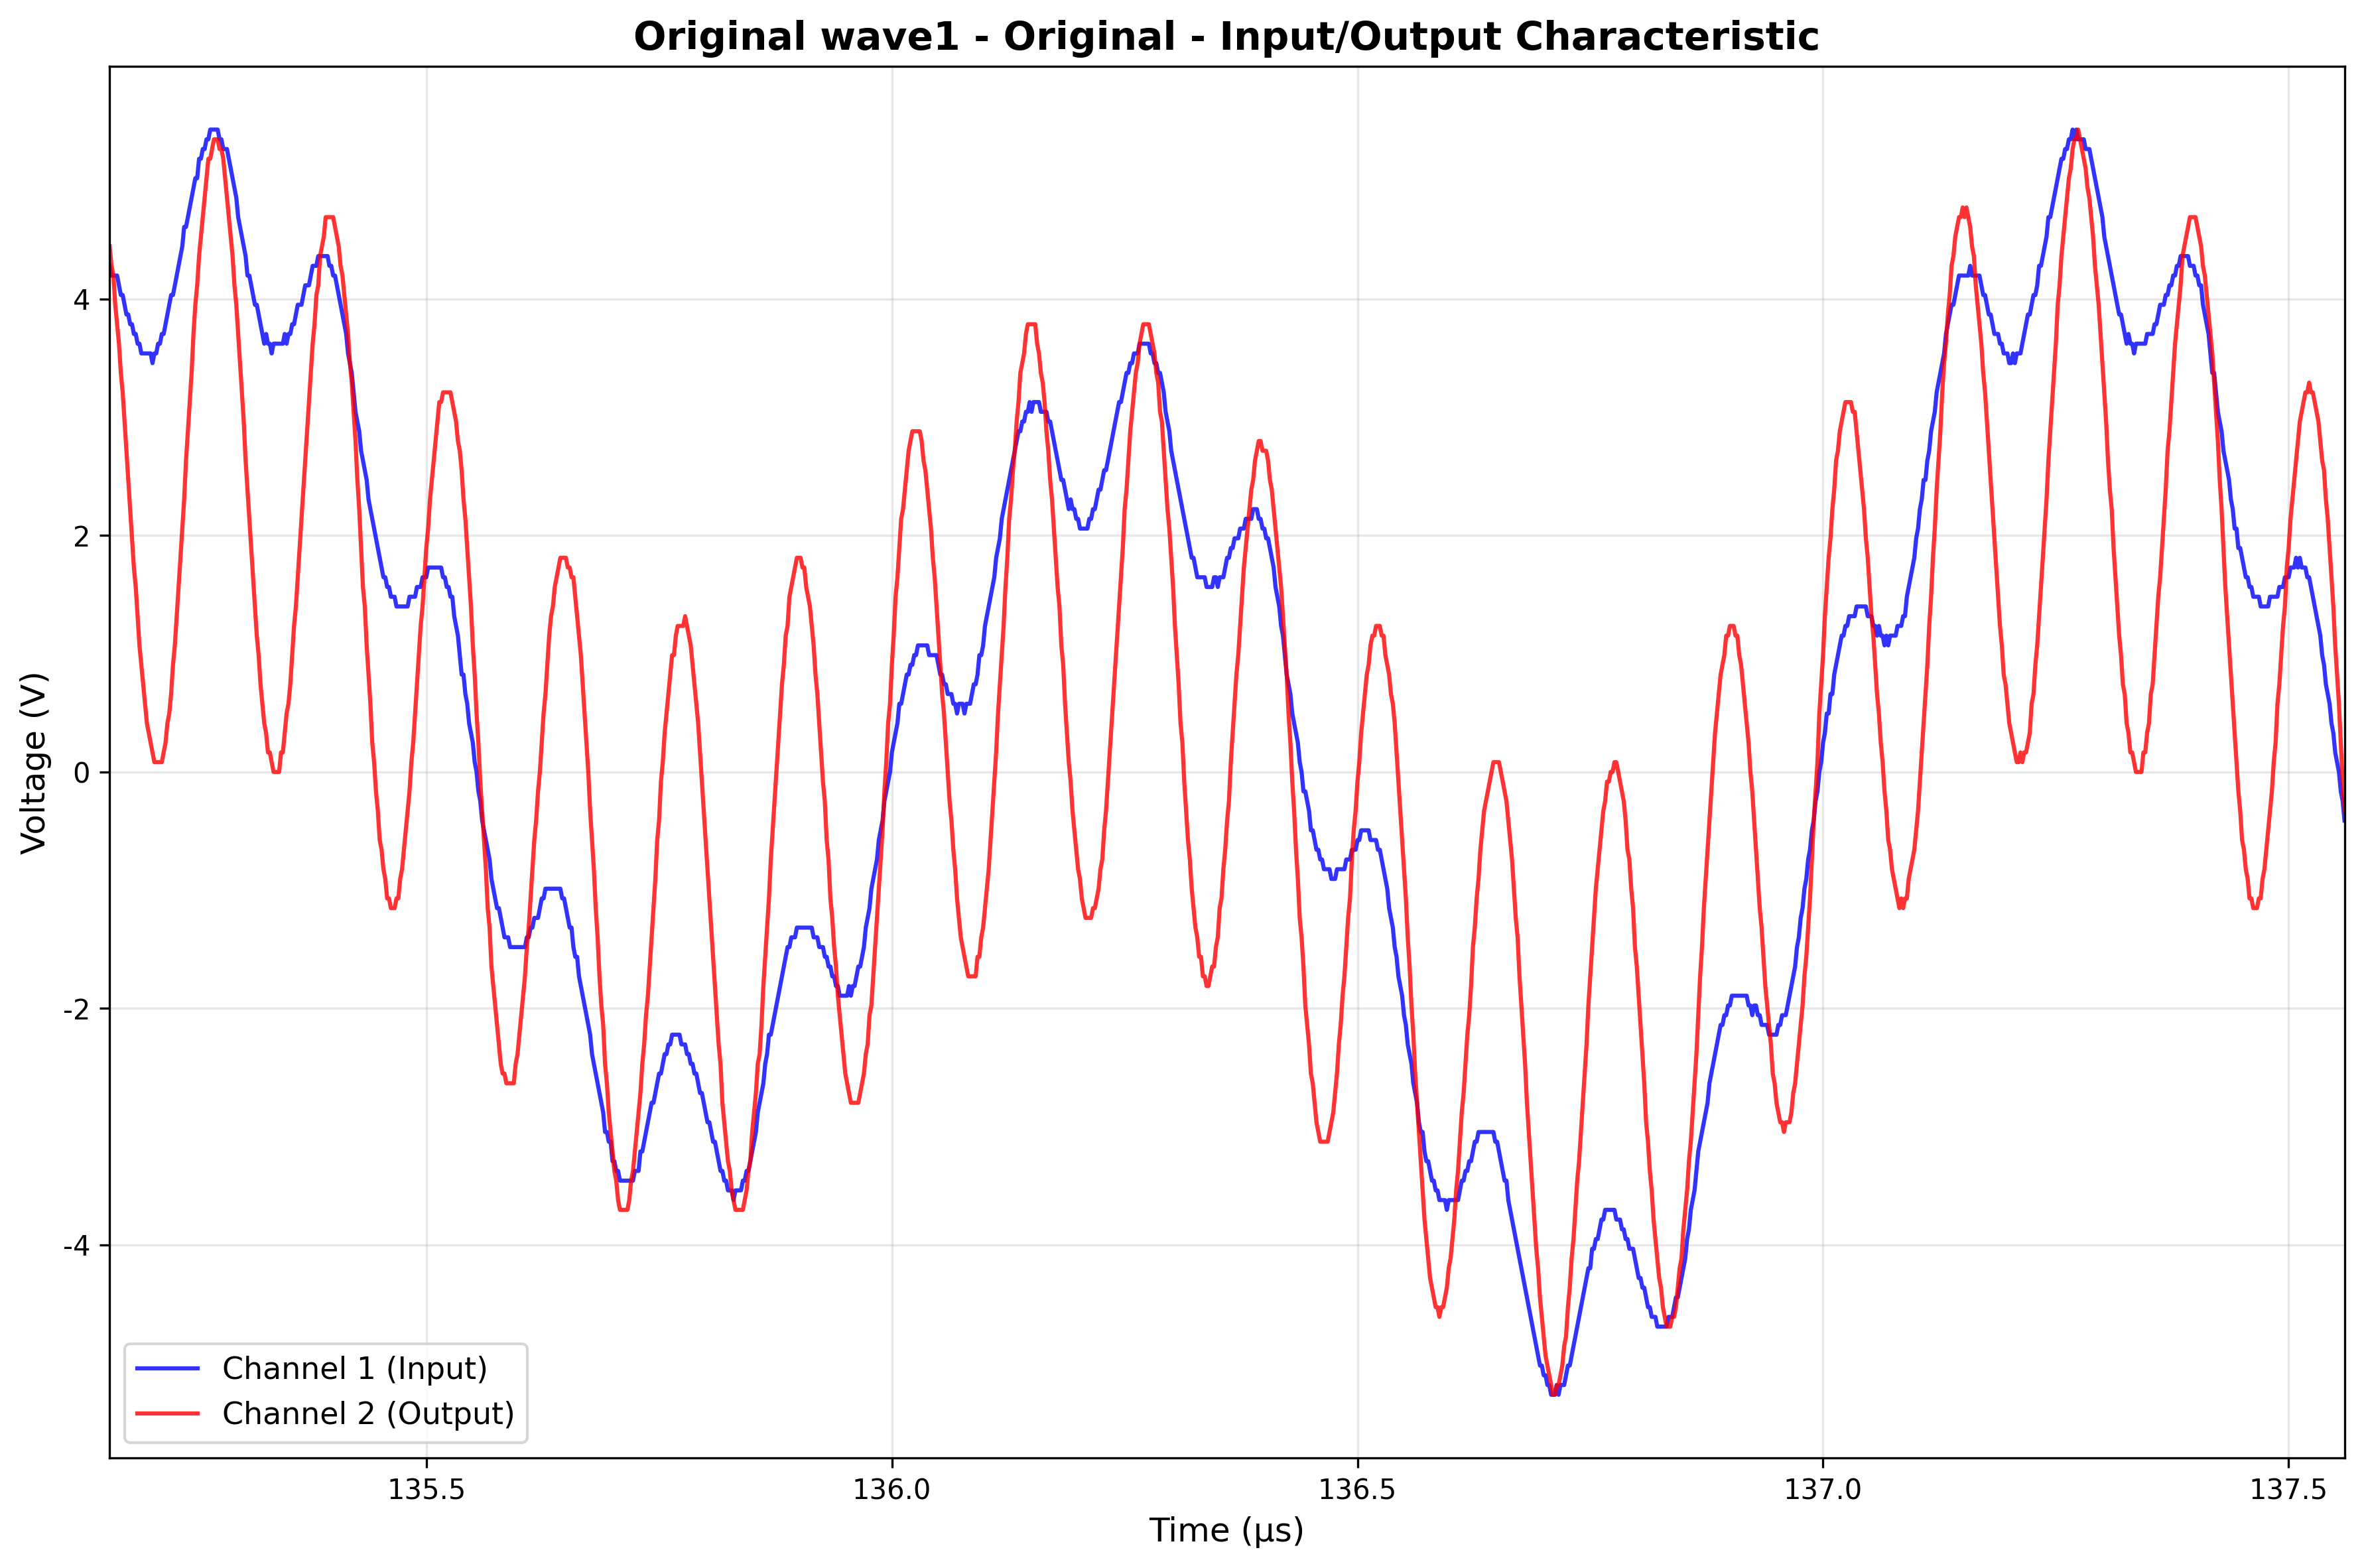 Original wave1 - Original - Input/Output Characteristic
Voltage (V)
4
2
0
-2
-4
Channel 1 (Input)
Channel 2 (Output)
135.5 136.0 136.5 137.0 137.5
Time (µs)